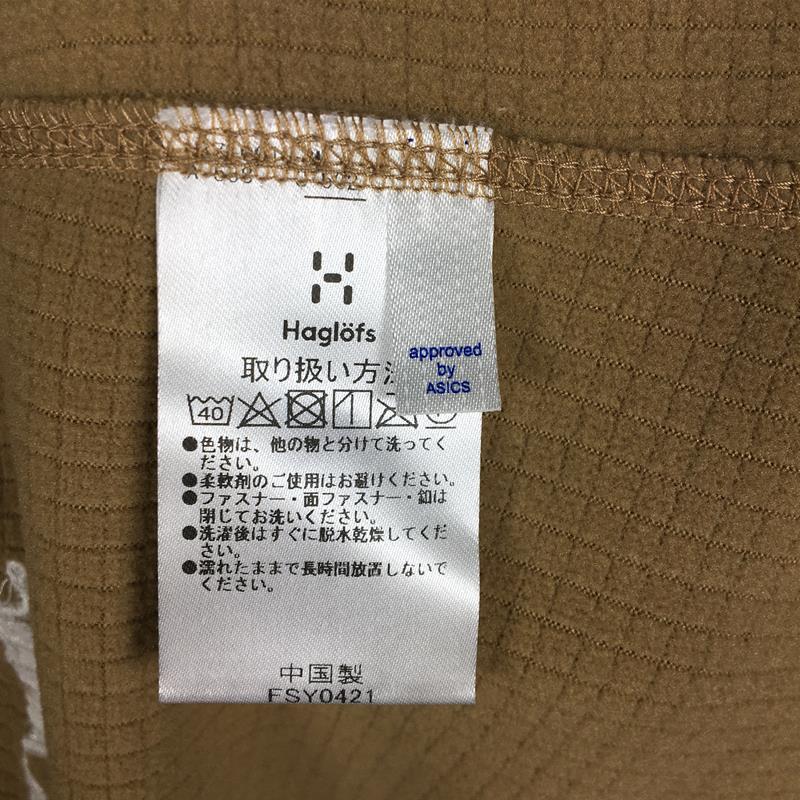 Haglöfs
取り扱い方
approved
by
ASICS
40
●色物は、他の物と分けて洗ってく
ださい。
●柔軟剤のご使用はお避けください。
●ファスナー・面ファスナー・釦は
閉じてお洗いください。
●洗濯後はすぐに脱水乾燥してくだ
さい。
●濡れたままで長時間放置しないで
ください。
中国製
FSY0421